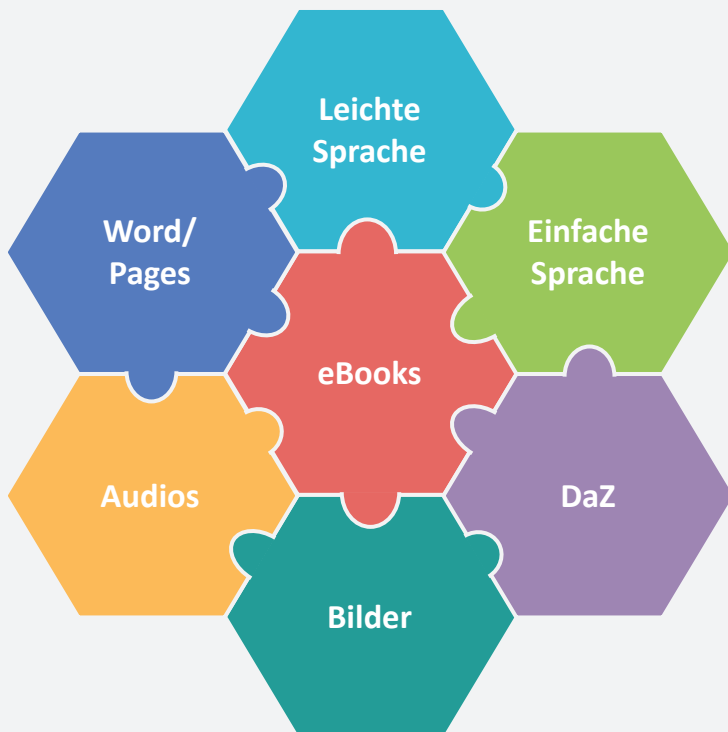 Leichte
Sprache
Word/
Pages
Einfache
Sprache
eBooks
Audios
DaZ
Bilder